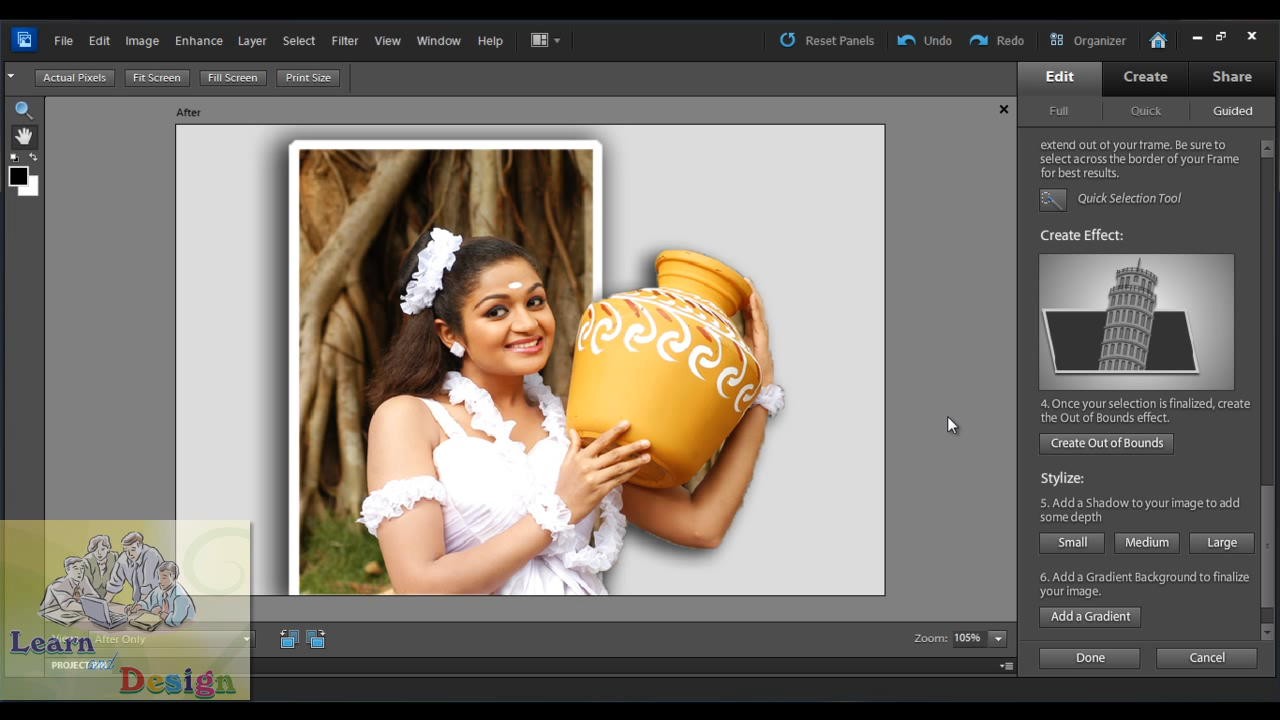 File Edit Image Enhance Layer Select Filter View Window Help
Reset Panels Undo Redo Organizer
Actual Pixels Fit Screen Fill Screen Print Size
Edit Create Share
Full Quick Guided
After
extend out of your frame. Be sure to
select across the border of your Frame
for best results.
Quick Selection Tool
Create Effect:
4. Once your selection is finalized, create
the Out of Bounds effect.
Create Out of Bounds
Stylize:
5. Add a Shadow to your image to add
some depth
Small Medium Large
6. Add a Gradient Background to finalize
your image.
Add a Gradient
Done Cancel
After Only
Zoom: 105%
Learn
and
Design